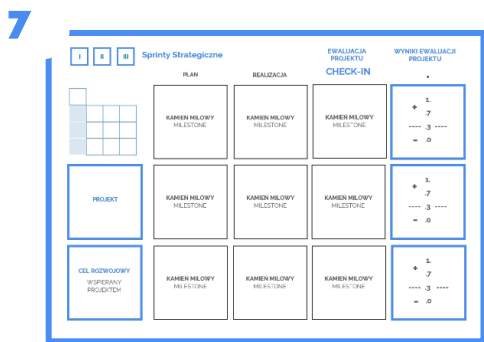 7
I II III Sprinty Strategiczne
EWALUACJA
PROJEKTU
CHECK-IN
WYNIKI EWALUACJI
PROJEKTU
PLAN
REALIZACJA
KAMIEŃ MILOWY
MILESTONE
KAMIEŃ MILOWY
MILESTONE
KAMIEŃ MILOWY
MILESTONE
1.
+ .7
---- .3 ----
= .0
PROJEKT
KAMIEŃ MILOWY
MILESTONE
KAMIEŃ MILOWY
MILESTONE
KAMIEŃ MILOWY
MILESTONE
1.
+ .7
---- .3 ----
= .0
CEL ROZWOJOWY
WSPIERANY
PROJEKTEM
KAMIEŃ MILOWY
MILESTONE
KAMIEŃ MILOWY
MILESTONE
KAMIEŃ MILOWY
MILESTONE
1.
+ .7
---- .3 ----
= .0